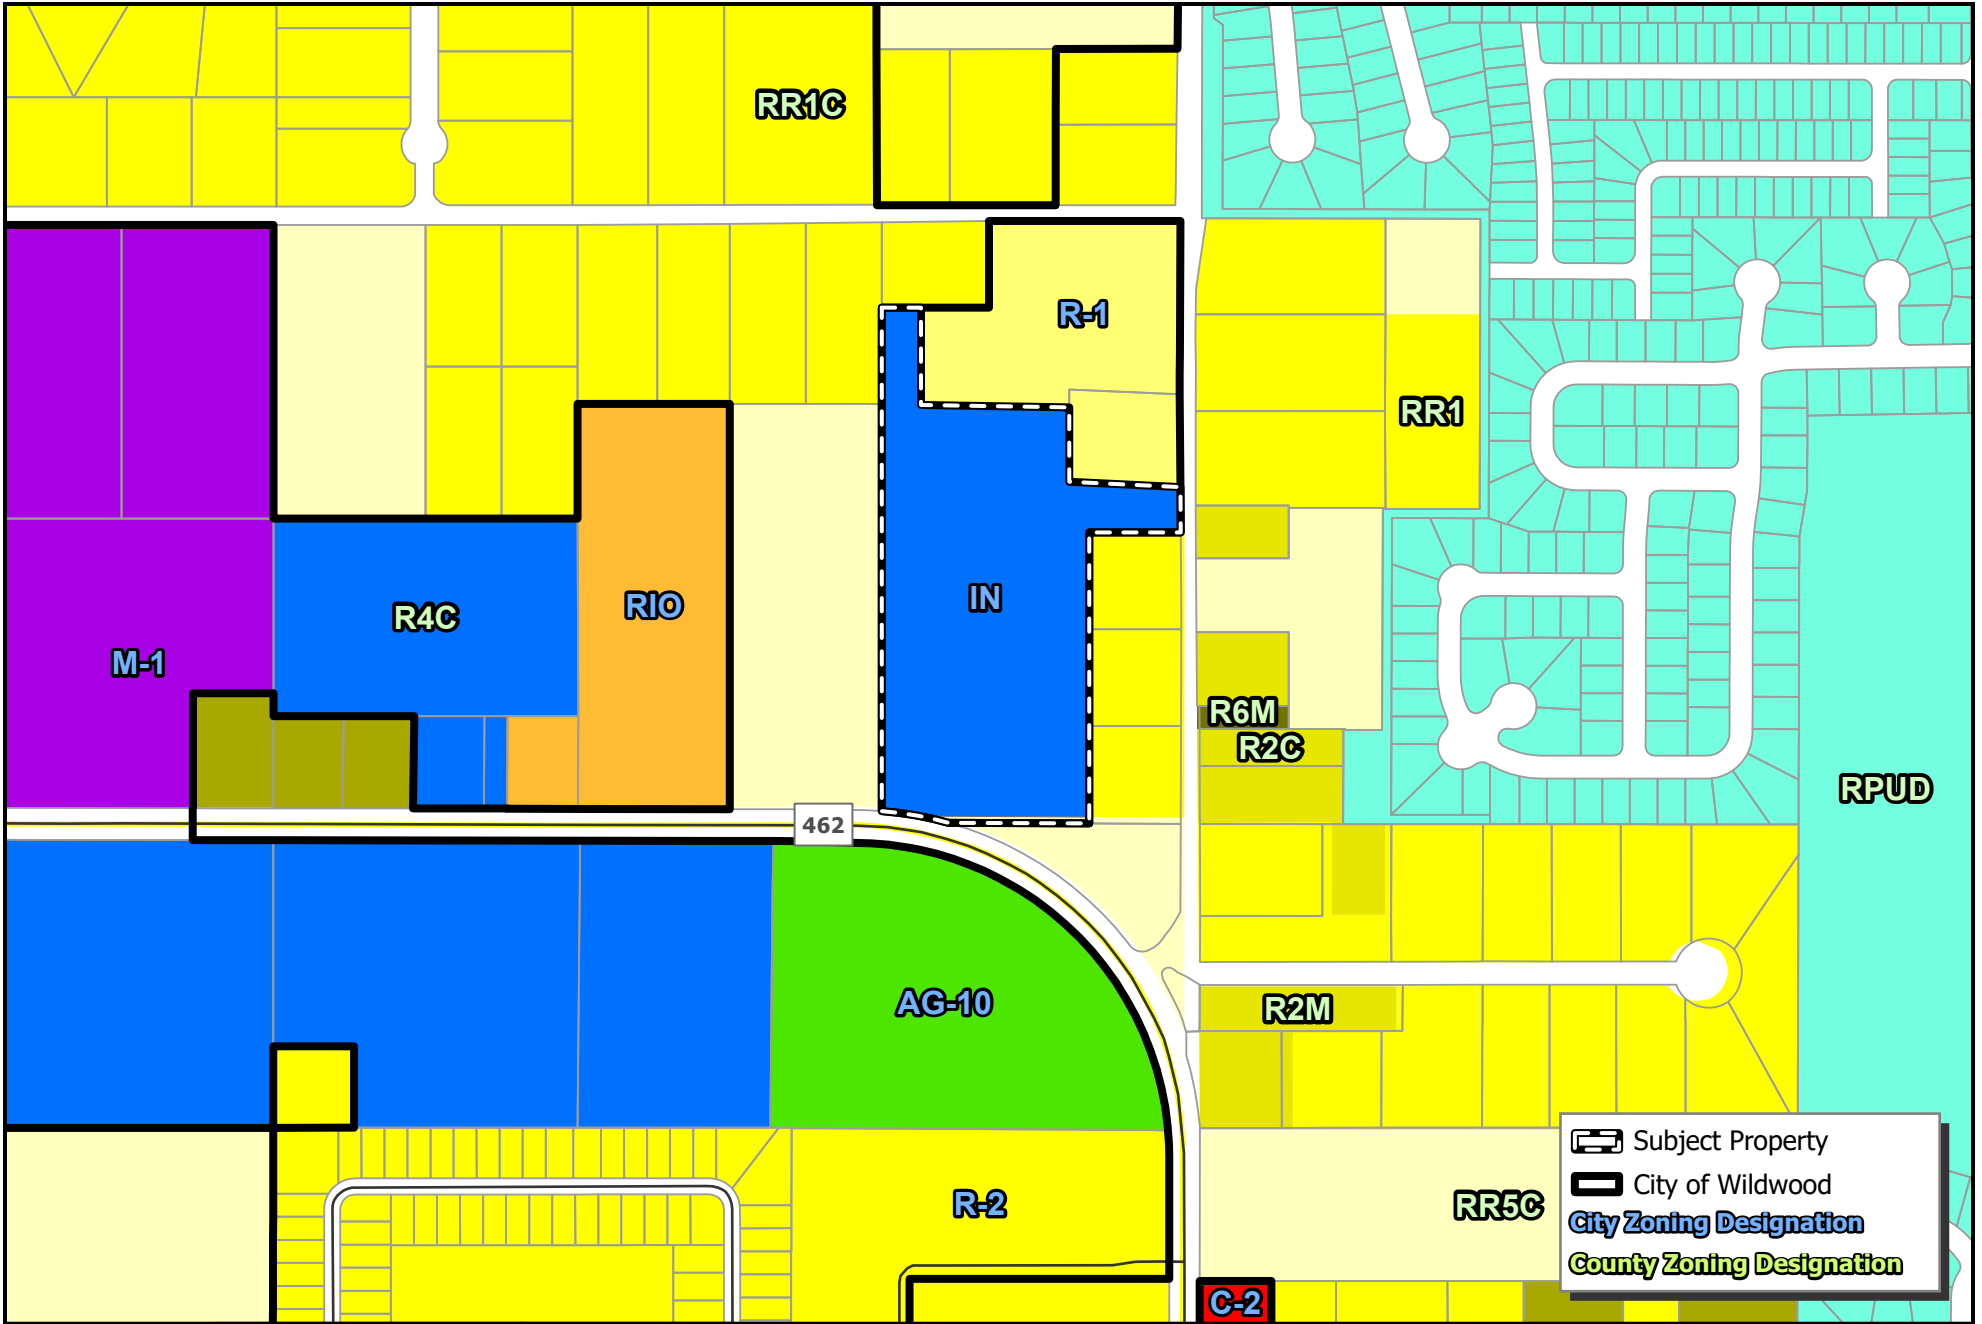 RR1C
R-1
RR1
IN
RIO
R4C
M-1
R6M
R2C
RPUD
462
AG-10
R2M
R-2
RR5C
C-2
Subject Property
City of Wildwood
City Zoning Designation
County Zoning Designation